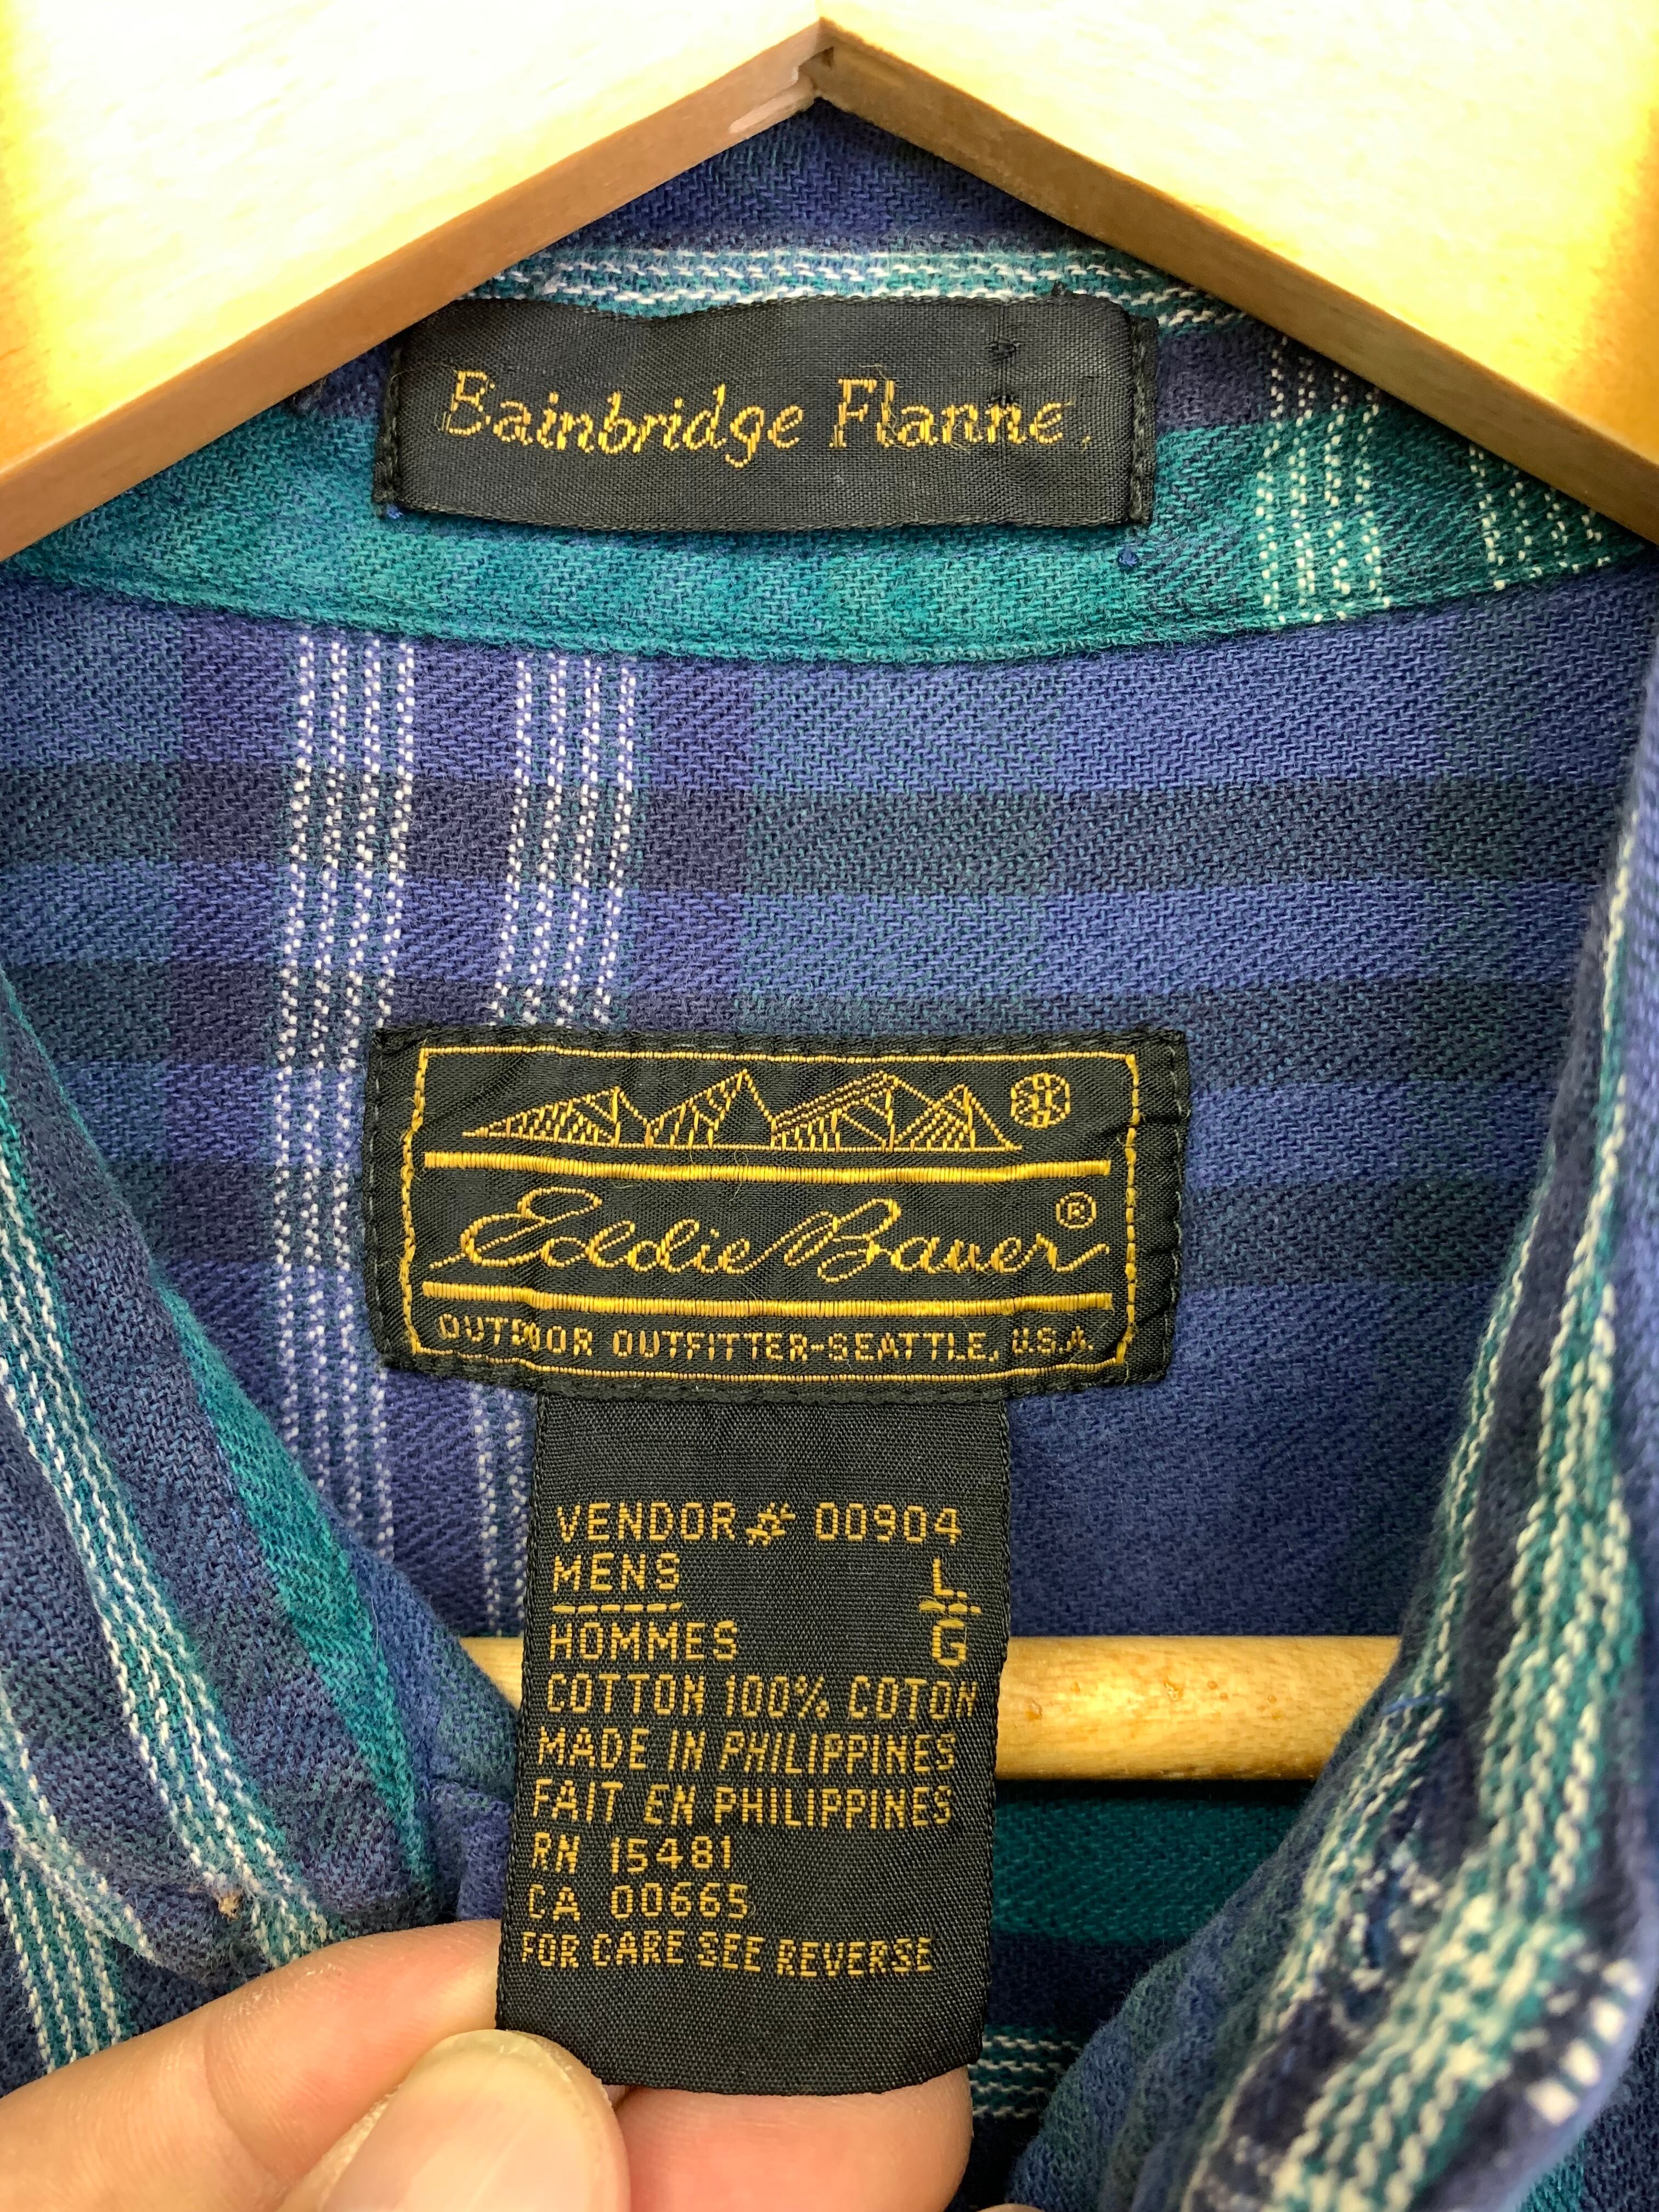 Bainbridge Flanne
Eddie Bauer®
OUTDOOR OUTFITTER-SEATTLE, U.S.A
VENDOR # 00904
MENS L
HOMMES G
COTTON 100% COTON
MADE IN PHILIPPINES
FAIT EN PHILIPPINES
RN 15481
CA 00665
FOR CARE SEE REVERSE